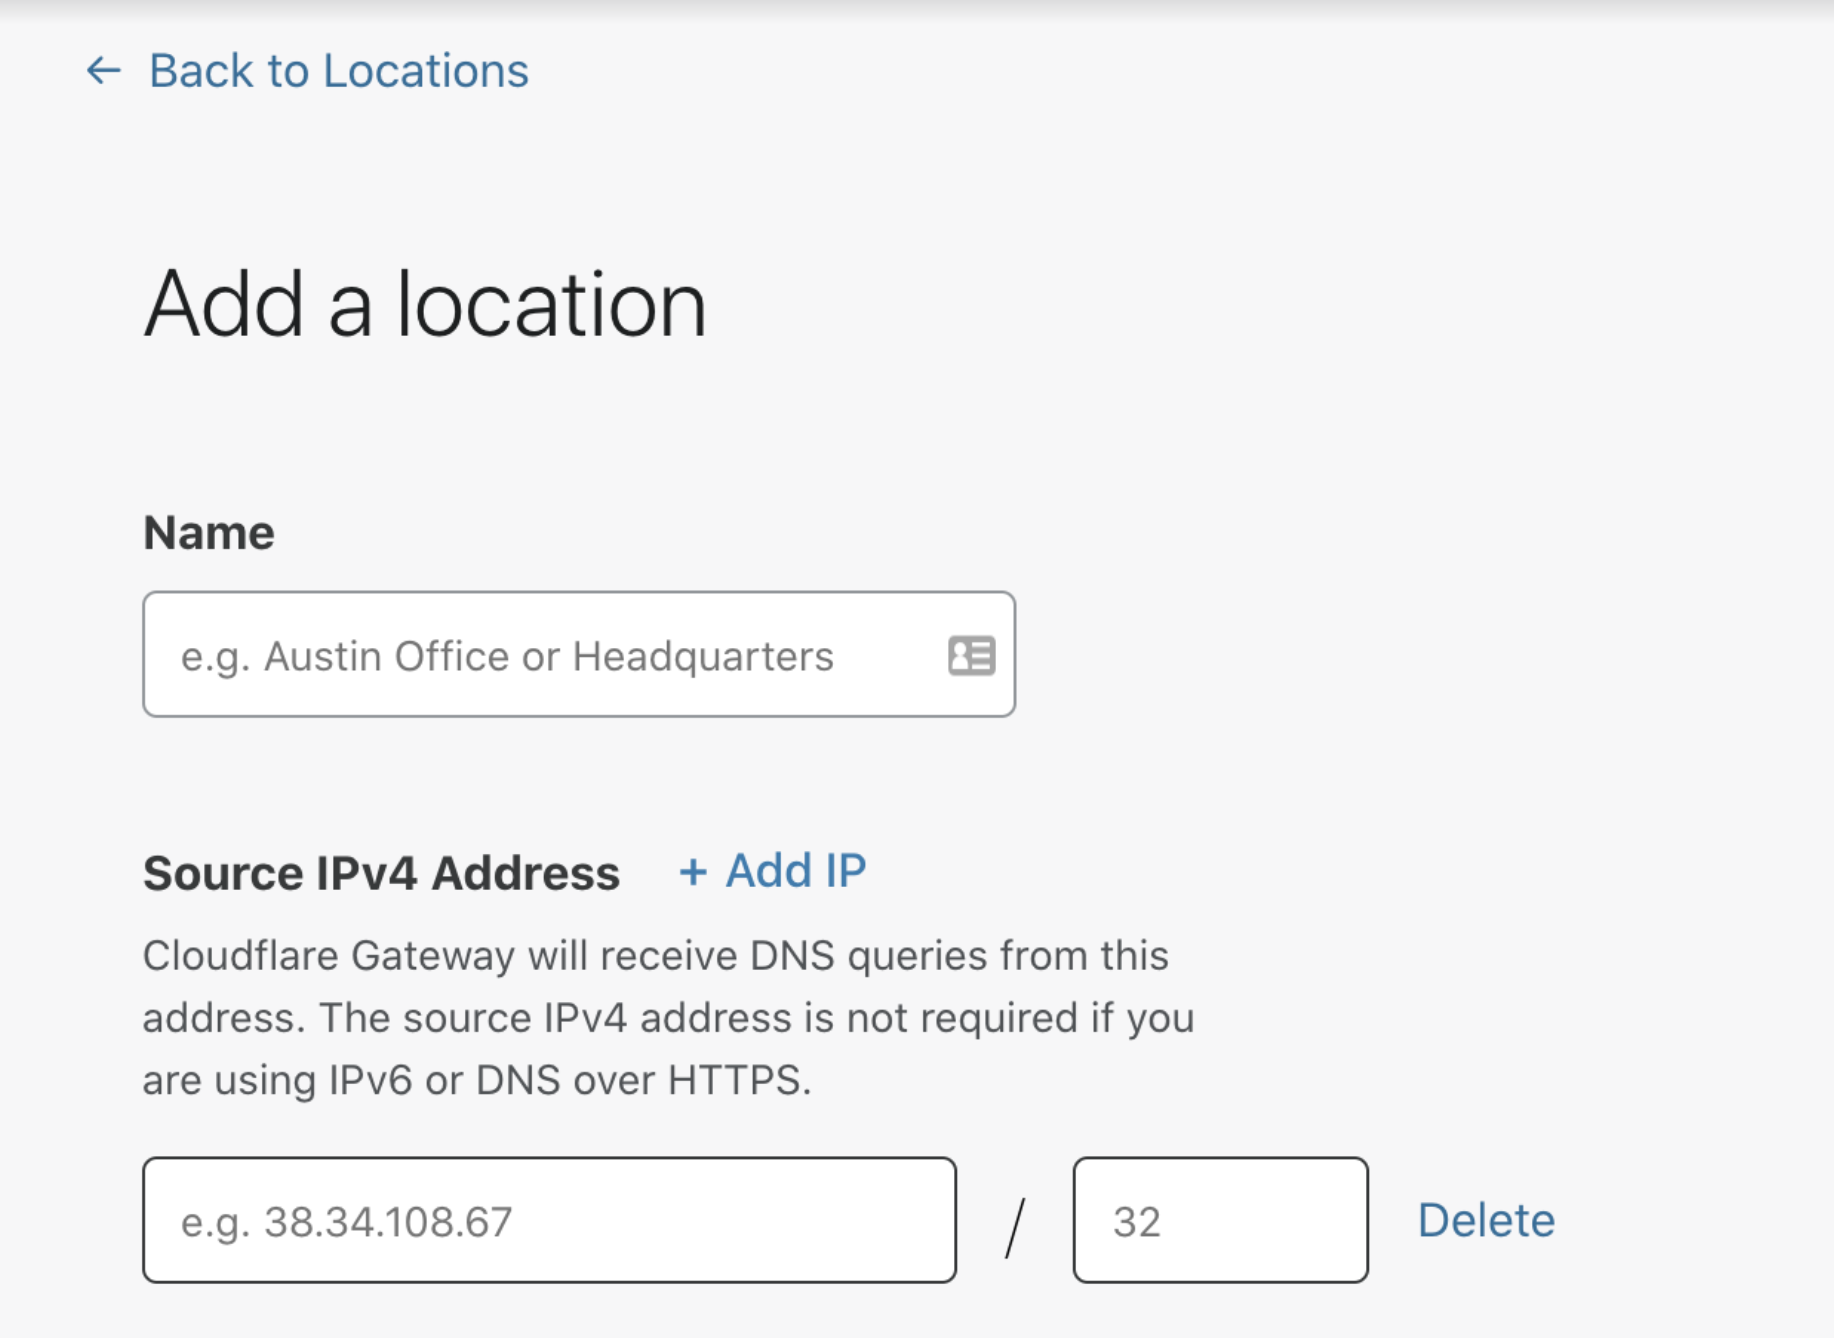 ← Back to Locations
Add a location
Name
e.g. Austin Office or Headquarters
Source IPv4 Address + Add IP
Cloudflare Gateway will receive DNS queries from this
address. The source IPv4 address is not required if you
are using IPv6 or DNS over HTTPS.
e.g. 38.34.108.67 / 32 Delete